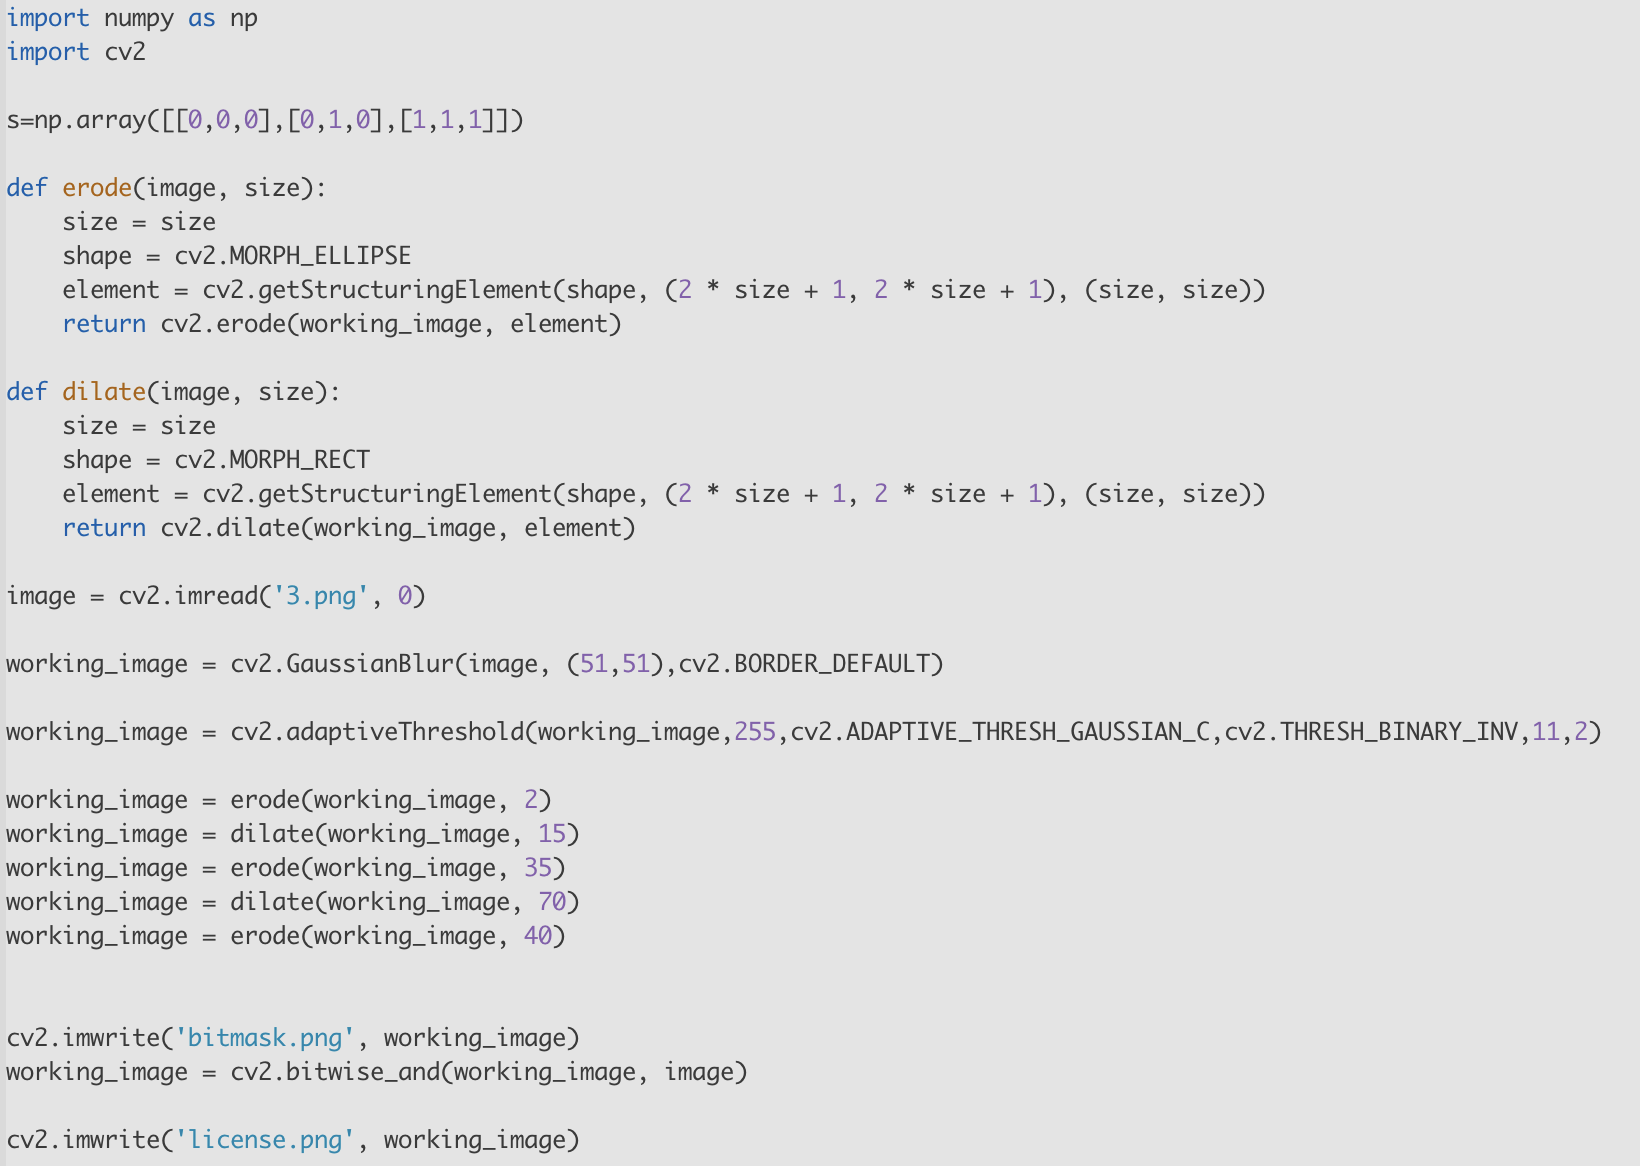 import numpy as np
import cv2

s=np.array([[0,0,0],[0,1,0],[1,1,1]])

def erode(image, size):
    size = size
    shape = cv2.MORPH_ELLIPSE
    element = cv2.getStructuringElement(shape, (2 * size + 1, 2 * size + 1), (size, size))
    return cv2.erode(working_image, element)

def dilate(image, size):
    size = size
    shape = cv2.MORPH_RECT
    element = cv2.getStructuringElement(shape, (2 * size + 1, 2 * size + 1), (size, size))
    return cv2.dilate(working_image, element)

image = cv2.imread('3.png', 0)

working_image = cv2.GaussianBlur(image, (51,51),cv2.BORDER_DEFAULT)

working_image = cv2.adaptiveThreshold(working_image,255,cv2.ADAPTIVE_THRESH_GAUSSIAN_C,cv2.THRESH_BINARY_INV,11,2)

working_image = erode(working_image, 2)
working_image = dilate(working_image, 15)
working_image = erode(working_image, 35)
working_image = dilate(working_image, 70)
working_image = erode(working_image, 40)


cv2.imwrite('bitmask.png', working_image)
working_image = cv2.bitwise_and(working_image, image)

cv2.imwrite('license.png', working_image)